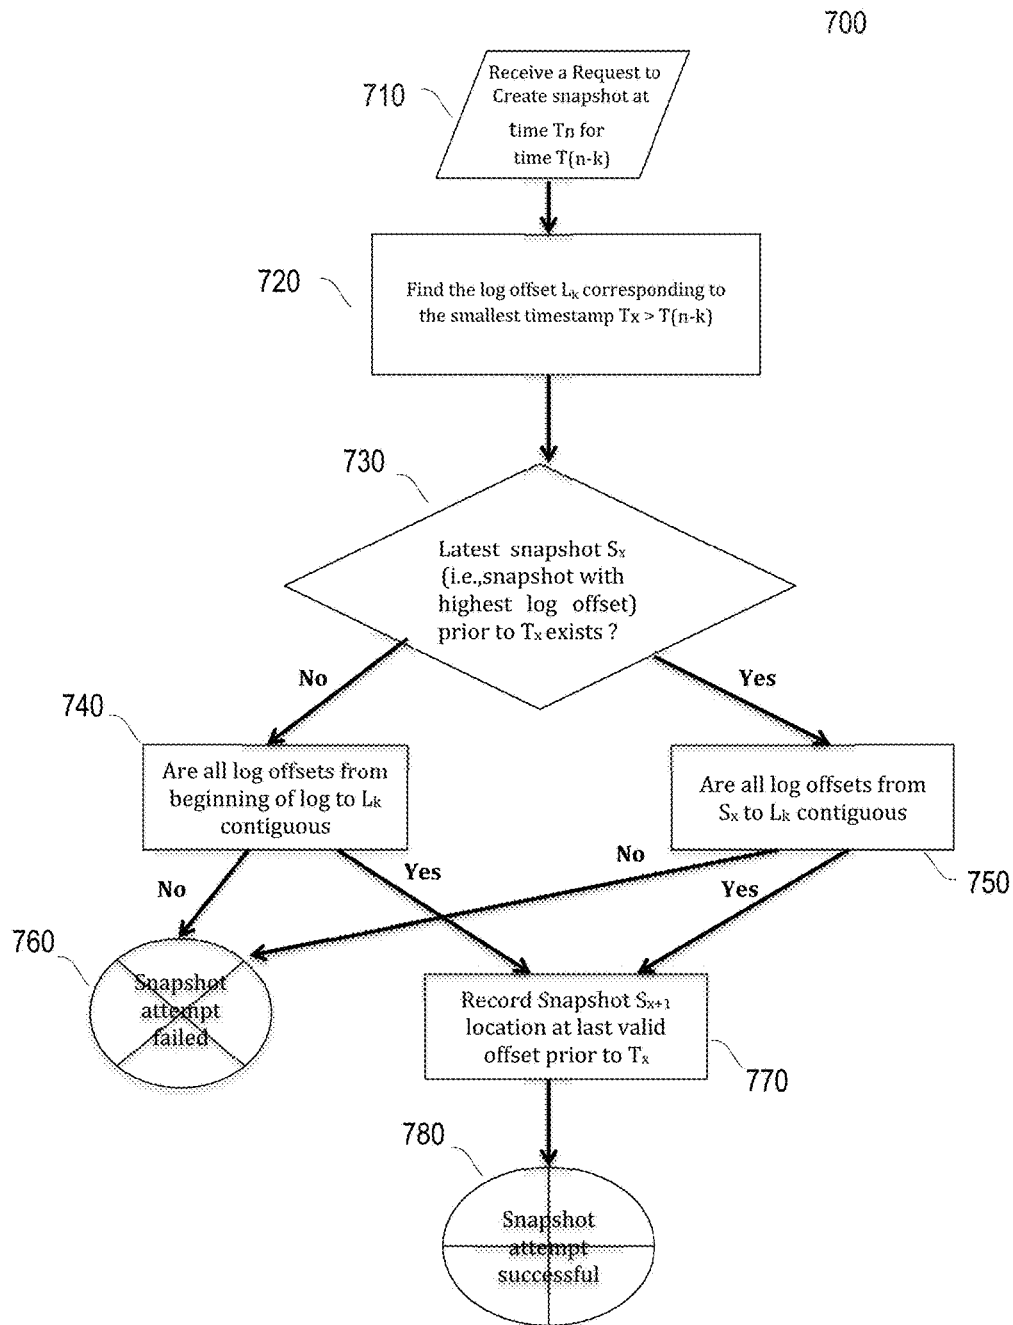 700
710
Receive a Request to
Create snapshot at
time Tn for
time T(n-k)
720
Find the log offset Lk corresponding to
the smallest timestamp Tx > T(n-k)
730
Latest snapshot Sx
(i.e.,snapshot with
highest log offset)
prior to Tx exists ?
No
Yes
740
Are all log offsets from
beginning of log to Lk
contiguous
Are all log offsets from
Sx to Lk contiguous
750
No
Yes
No
Yes
760
Snapshot
attempt
failed
Record Snapshot Sx+1
location at last valid
offset prior to Tx
770
780
Snapshot
attempt
successful